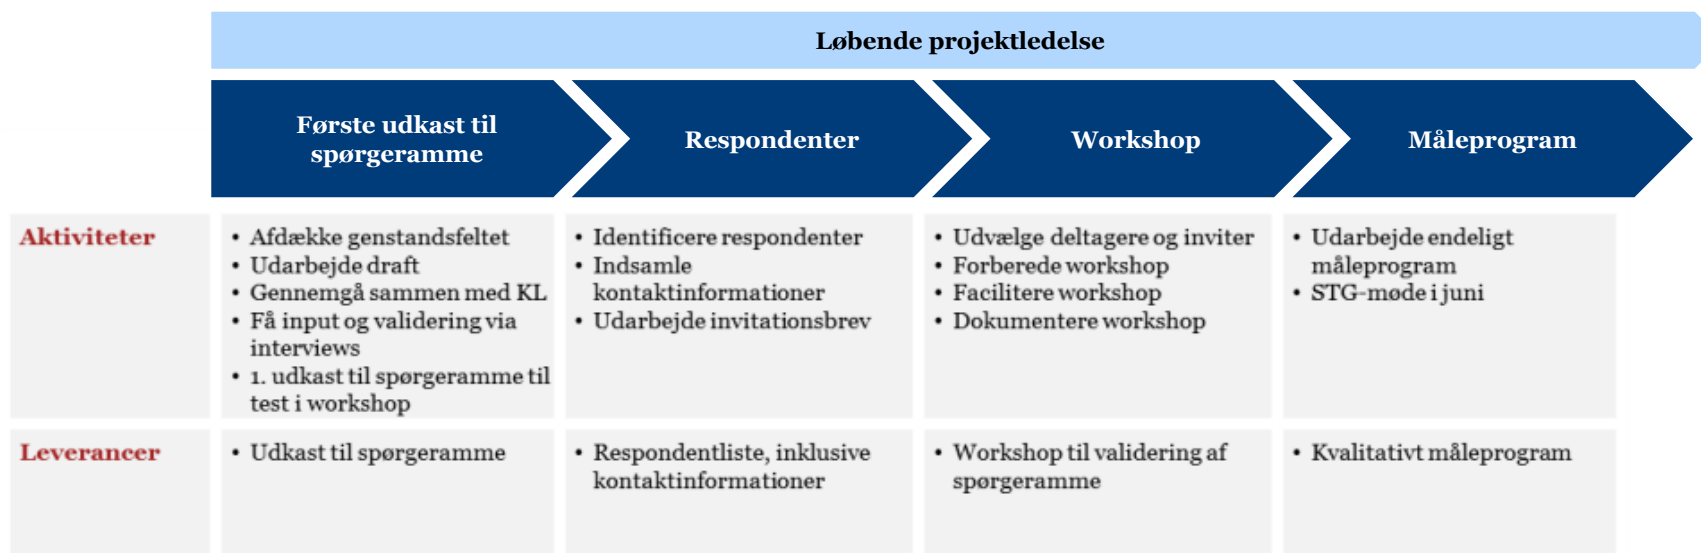 Løbende projektledelse
Første udkast til
spørgeramme
Respondenter
Workshop
Måleprogram
Aktiviteter
• Afdække genstandsfeltet
• Udarbejde draft
• Gennemgå sammen med KL
• Få input og validering via
interviews
• 1. udkast til spørgeramme til
test i workshop
• Identificere respondenter
• Indsamle
kontaktinformationer
• Udarbejde invitationsbrev
• Udvælge deltagere og inviter
• Forberede workshop
• Facilitere workshop
• Dokumentere workshop
• Udarbejde endeligt
måleprogram
• STG-møde i juni
Leverancer
• Udkast til spørgeramme
• Respondentliste, inklusive
kontaktinformationer
• Workshop til validering af
spørgeramme
• Kvalitativt måleprogram